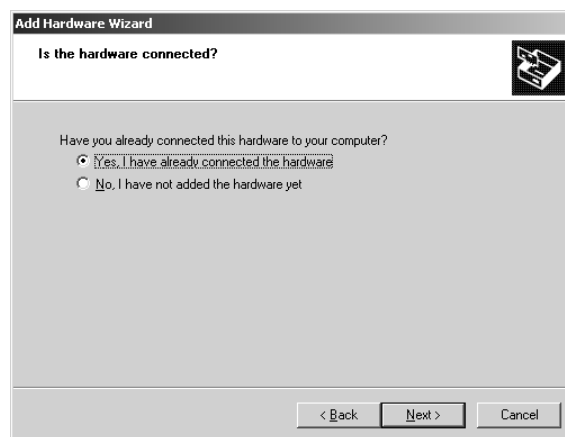 Add Hardware Wizard
Is the hardware connected?
Have you already connected this hardware to your computer?
Yes, I have already connected the hardware
No, I have not added the hardware yet
< Back Next > Cancel